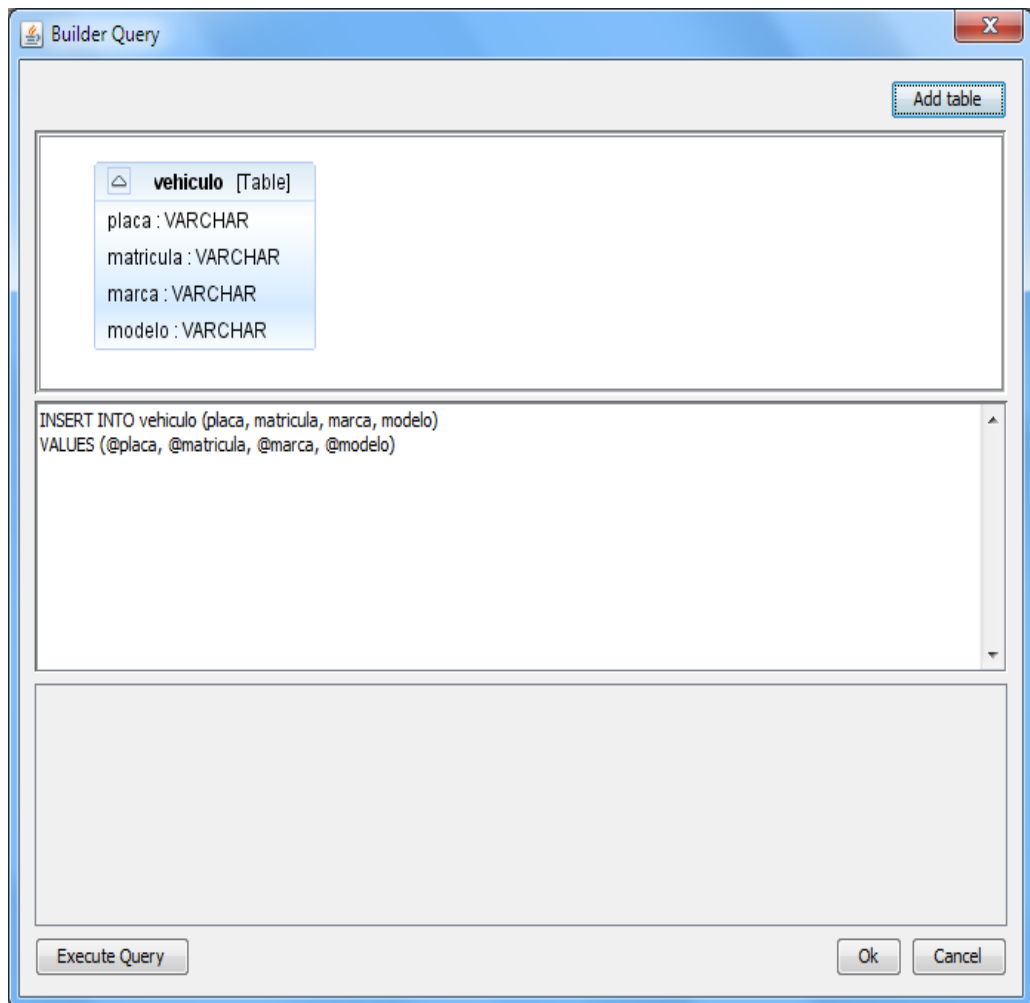 Builder Query
X
Add table
vehiculo [Table]
placa : VARCHAR
matricula : VARCHAR
marca : VARCHAR
modelo : VARCHAR
INSERT INTO vehiculo (placa, matricula, marca, modelo)
VALUES (@placa, @matricula, @marca, @modelo)
Execute Query
Ok
Cancel